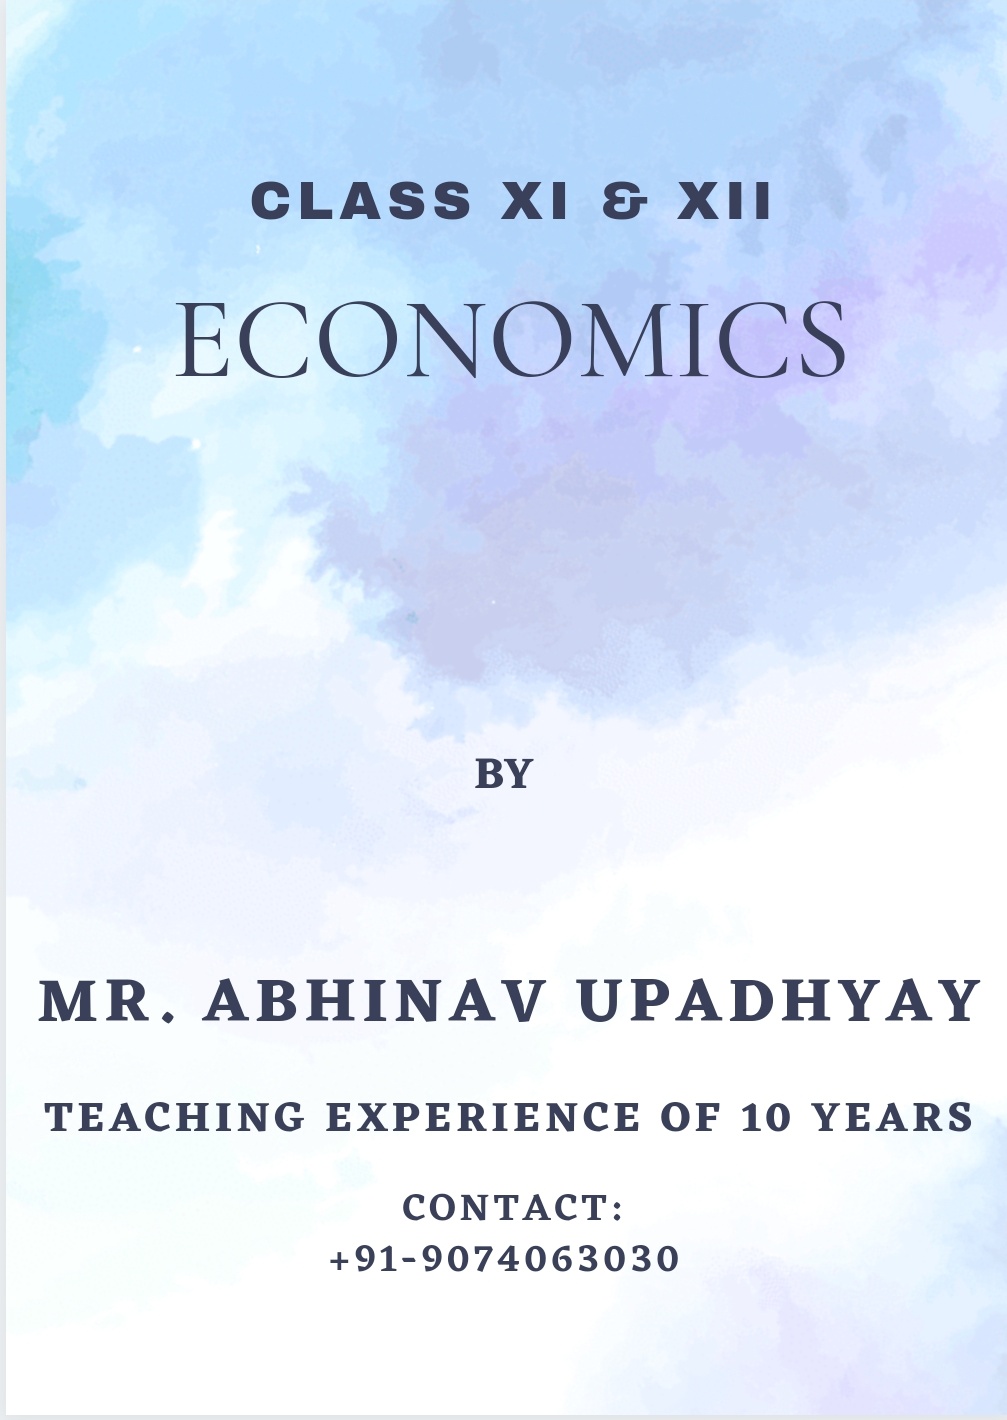 CLASS XI & XII
ECONOMICS
BY
MR. ABHINAV UPADHYAY
TEACHING EXPERIENCE OF 10 YEARS
CONTACT:
+91-9074063030